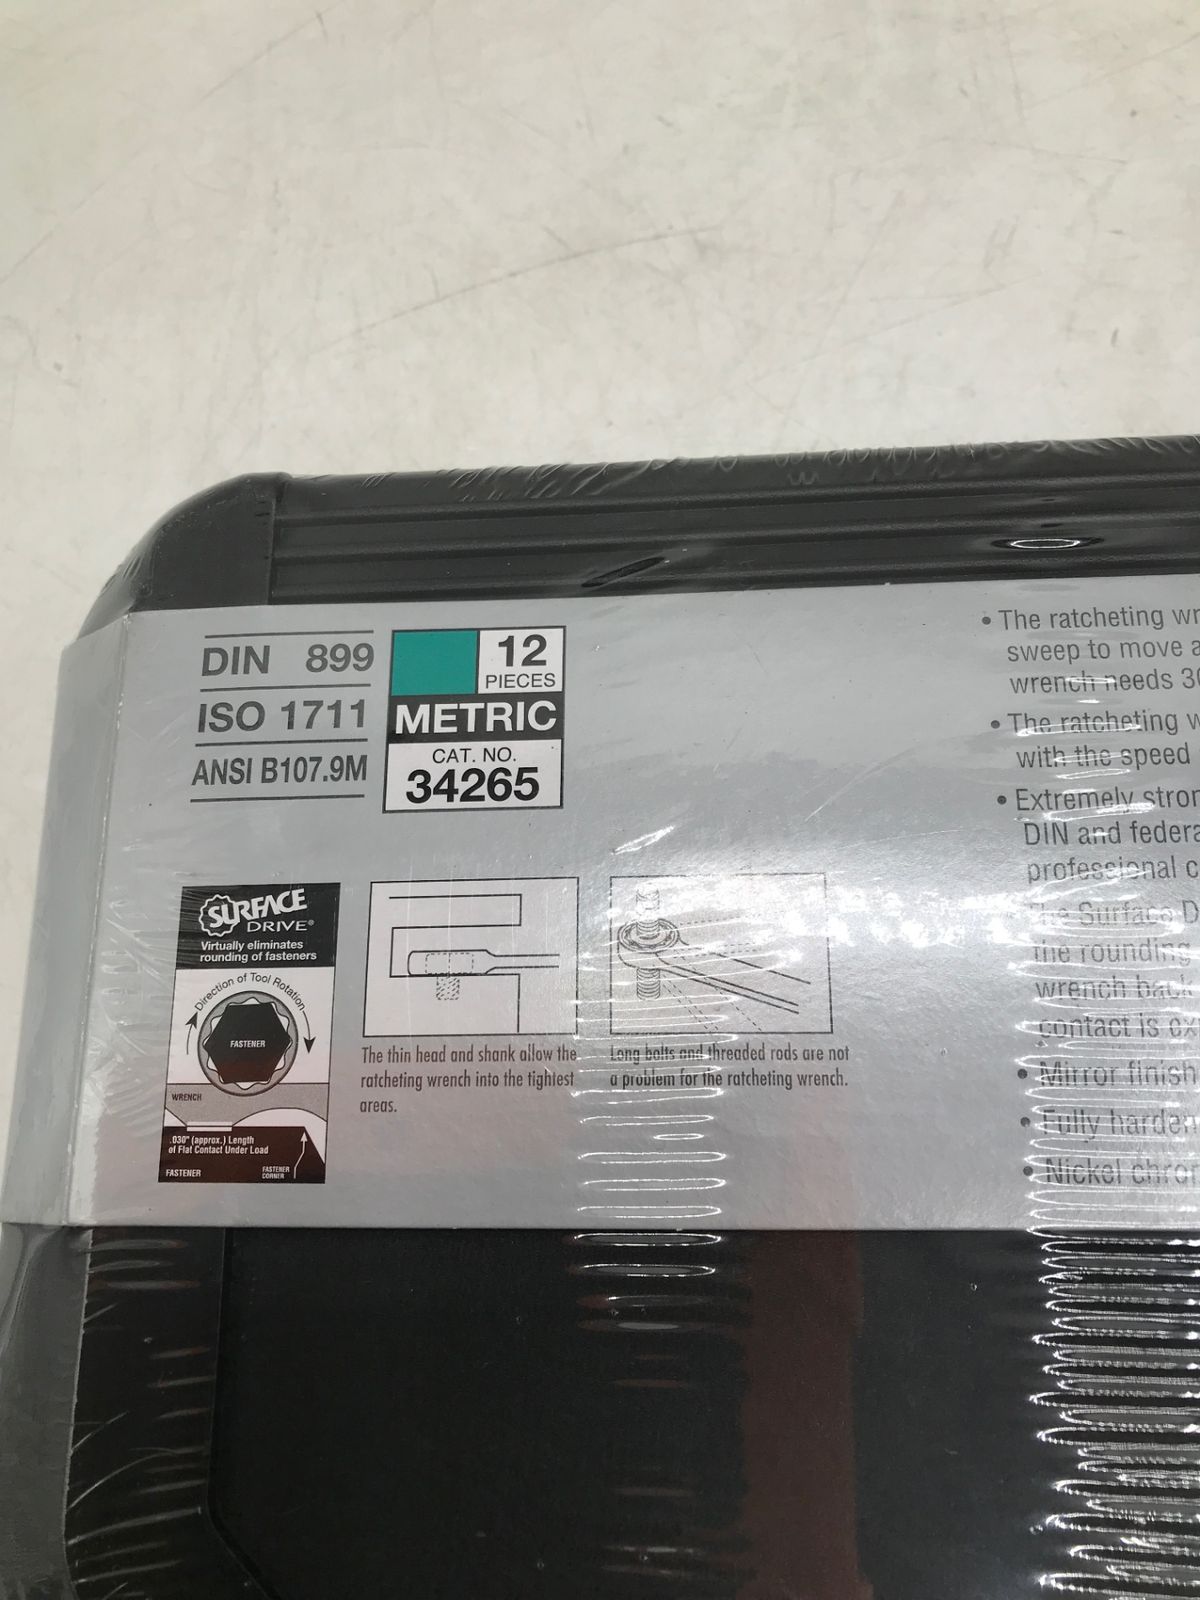 DIN 899
ISO 1711
ANSI B107.9M
12
PIECES
METRIC
CAT. NO.
34265
SURFACE
DRIVE®
Virtually eliminates
rounding of fasteners
Direction of Tool Rotation
FASTENER
WRENCH
.030" (approx.) Length
of Flat Contact Under Load
FASTENER
FASTENER
CORNER
The thin head and shank allow the
ratcheting wrench into the tightest
areas.
Long bolts and threaded rods are not
a problem for the ratcheting wrench.
• The ratcheting wr
sweep to move a
wrench needs 30
• The ratcheting w
with the speed
• Extremely stron
DIN and federa
professional c
The Surface D
the rounding
wrench back
contact is ex
• Mirror finish
• Fully harden
• Nickel chro